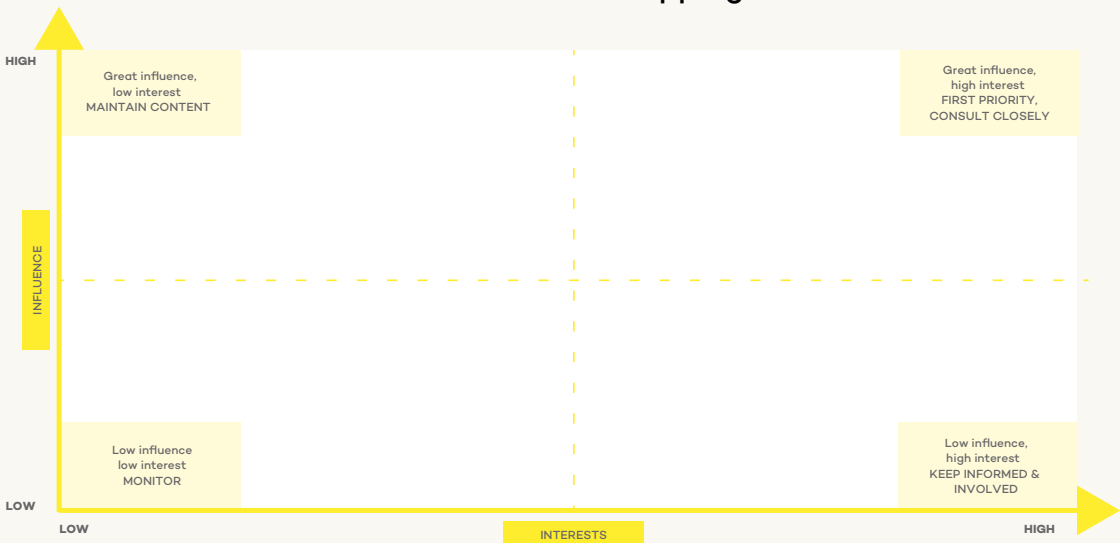 HIGH
Great influence,
low interest
MAINTAIN CONTENT
Great influence,
high interest
FIRST PRIORITY,
CONSULT CLOSELY
INFLUENCE
Low influence
low interest
MONITOR
Low influence,
high interest
KEEP INFORMED &
INVOLVED
LOW
LOW
INTERESTS
HIGH